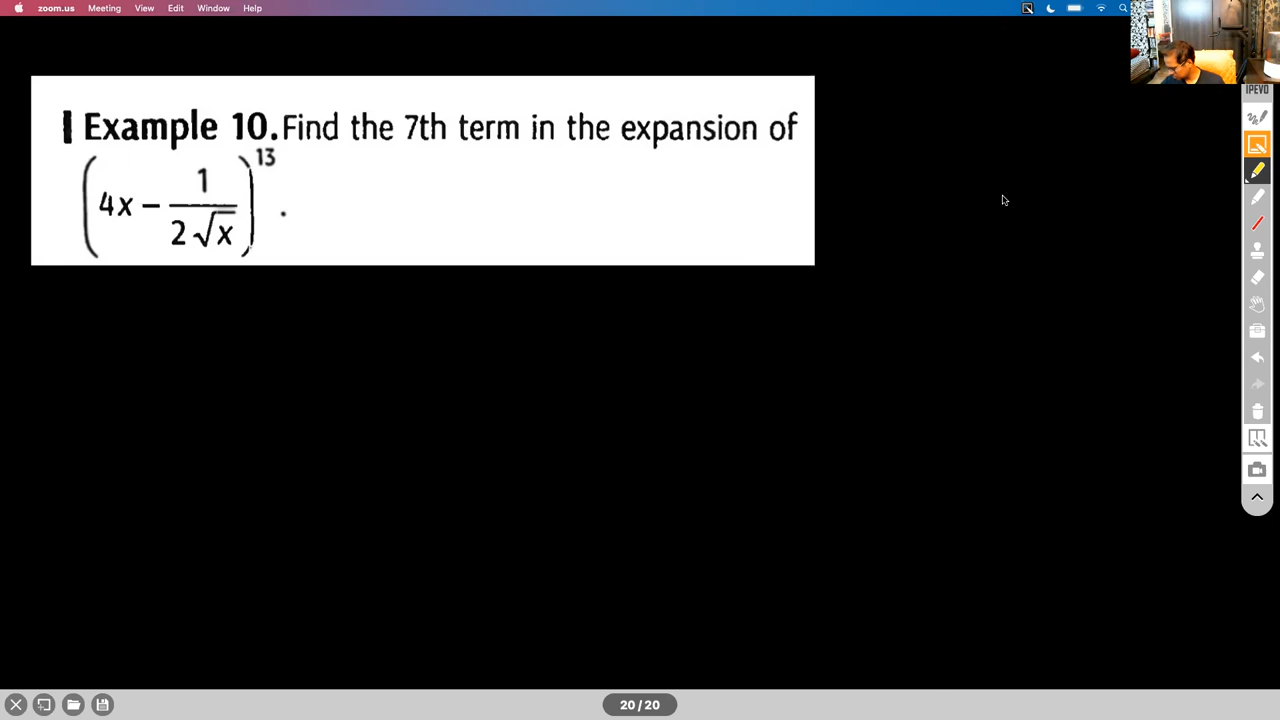 zoom.us Meeting View Edit Window Help
IPEVO
Example 10. Find the 7th term in the expansion of
(4x − 1/(2√x))^13 .
20 / 20